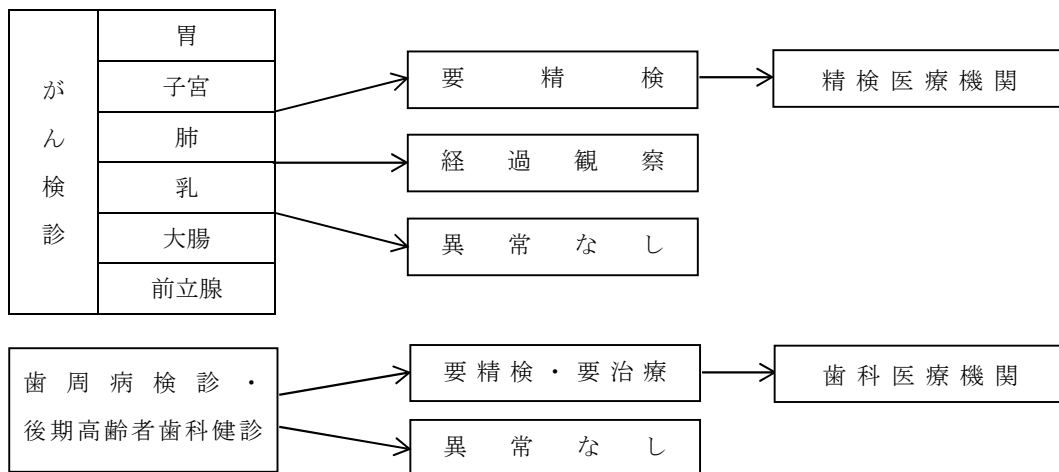 がん検診
胃
子宮
肺
乳
大腸
前立腺
要精検
精検医療機関
経過観察
異常なし
歯周病検診・
後期高齢者歯科健診
要精検・要治療
歯科医療機関
異常なし